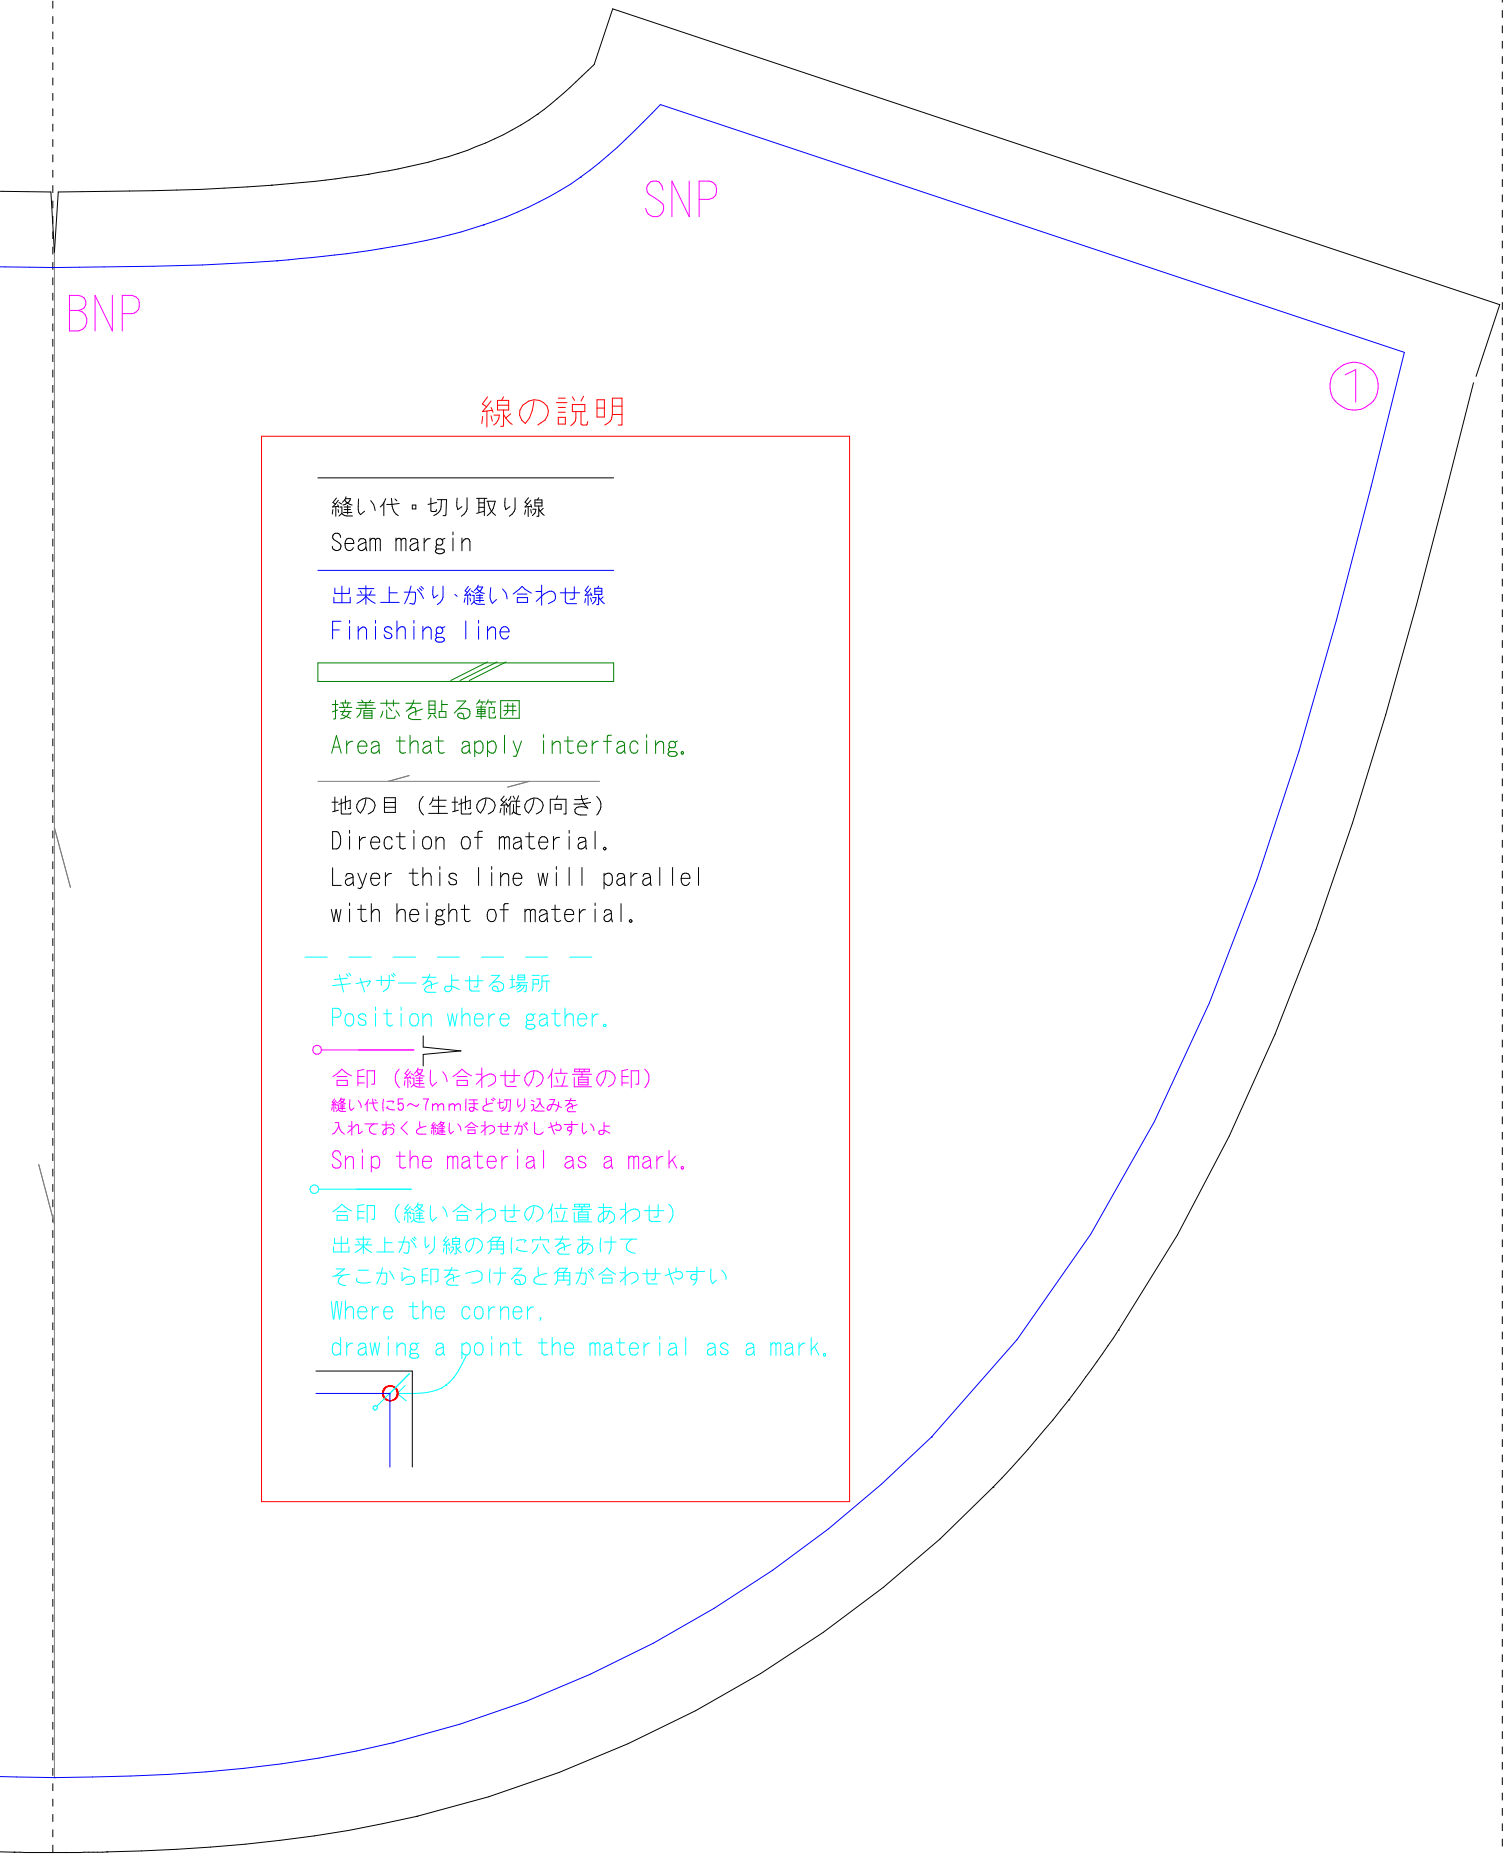 SNP
BNP
①
線の説明
縫い代・切り取り線
Seam margin
出来上がり・縫い合わせ線
Finishing line
接着芯を貼る範囲
Area that apply interfacing.
地の目（生地の縦の向き）
Direction of material.
Layer this line will parallel
with height of material.
ギャザーをよせる場所
Position where gather.
合印（縫い合わせの位置の印）
縫い代に5～7mmほど切り込みを
入れておくと縫い合わせがしやすいよ
Snip the material as a mark.
合印（縫い合わせの位置あわせ）
出来上がり線の角に穴をあけて
そこから印をつけると角が合わせやすい
Where the corner,
drawing a point the material as a mark.